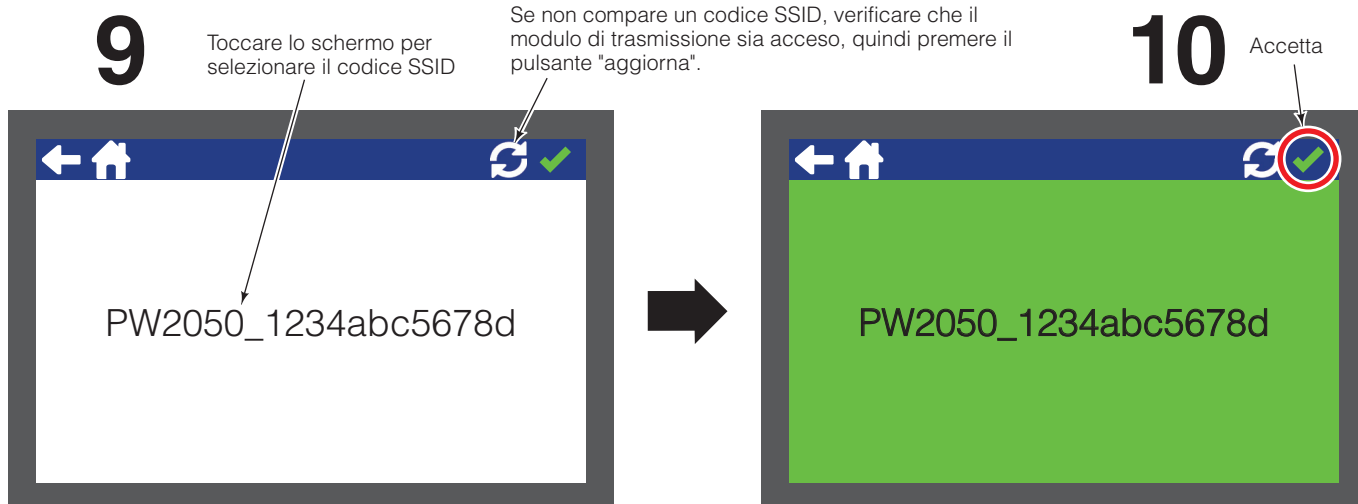 9
Toccare lo schermo per
selezionare il codice SSID
Se non compare un codice SSID, verificare che il
modulo di trasmissione sia acceso, quindi premere il
pulsante "aggiorna".
PW2050_1234abc5678d
10
Accetta
PW2050_1234abc5678d